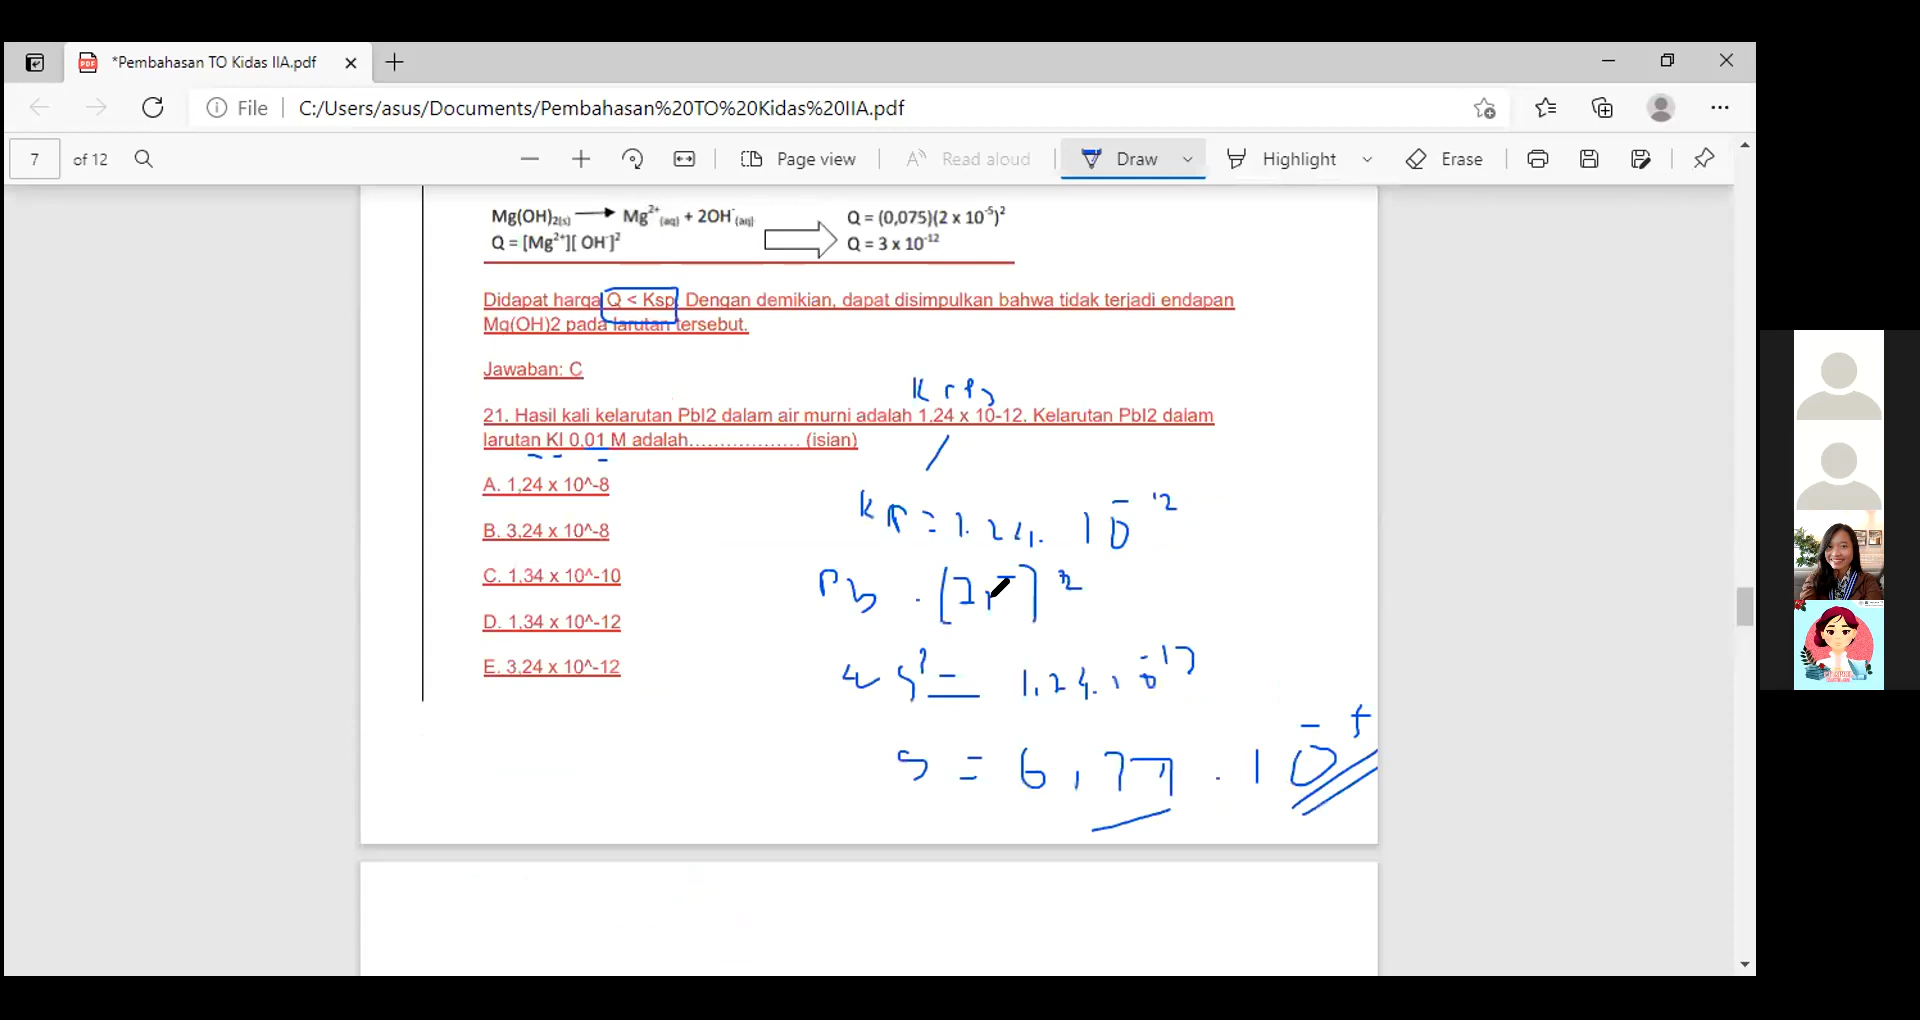 *Pembahasan TO Kidas IIA.pdf
File C:/Users/asus/Documents/Pembahasan%20TO%20Kidas%20IIA.pdf
7 of 12 Page view Read aloud Draw Highlight Erase
Mg(OH)2(s) → Mg2+(aq) + 2OH-(aq) Q = (0,075)(2 x 10-5)2
Q = [Mg2+][ OH-]2 Q = 3 x 10-12
Didapat harga Q < Ksp. Dengan demikian, dapat disimpulkan bahwa tidak terjadi endapan
Mg(OH)2 pada larutan tersebut.
Jawaban: C
21. Hasil kali kelarutan PbI2 dalam air murni adalah 1,24 x 10-12. Kelarutan PbI2 dalam
larutan KI 0,01 M adalah……………… (isian)
A. 1,24 x 10^-8
B. 3,24 x 10^-8
C. 1,34 x 10^-10
D. 1,34 x 10^-12
E. 3,24 x 10^-12
= 1.24. 10-12
Pb . [ ]2
4 = 1.24.10
s = 6,77 . 10-5